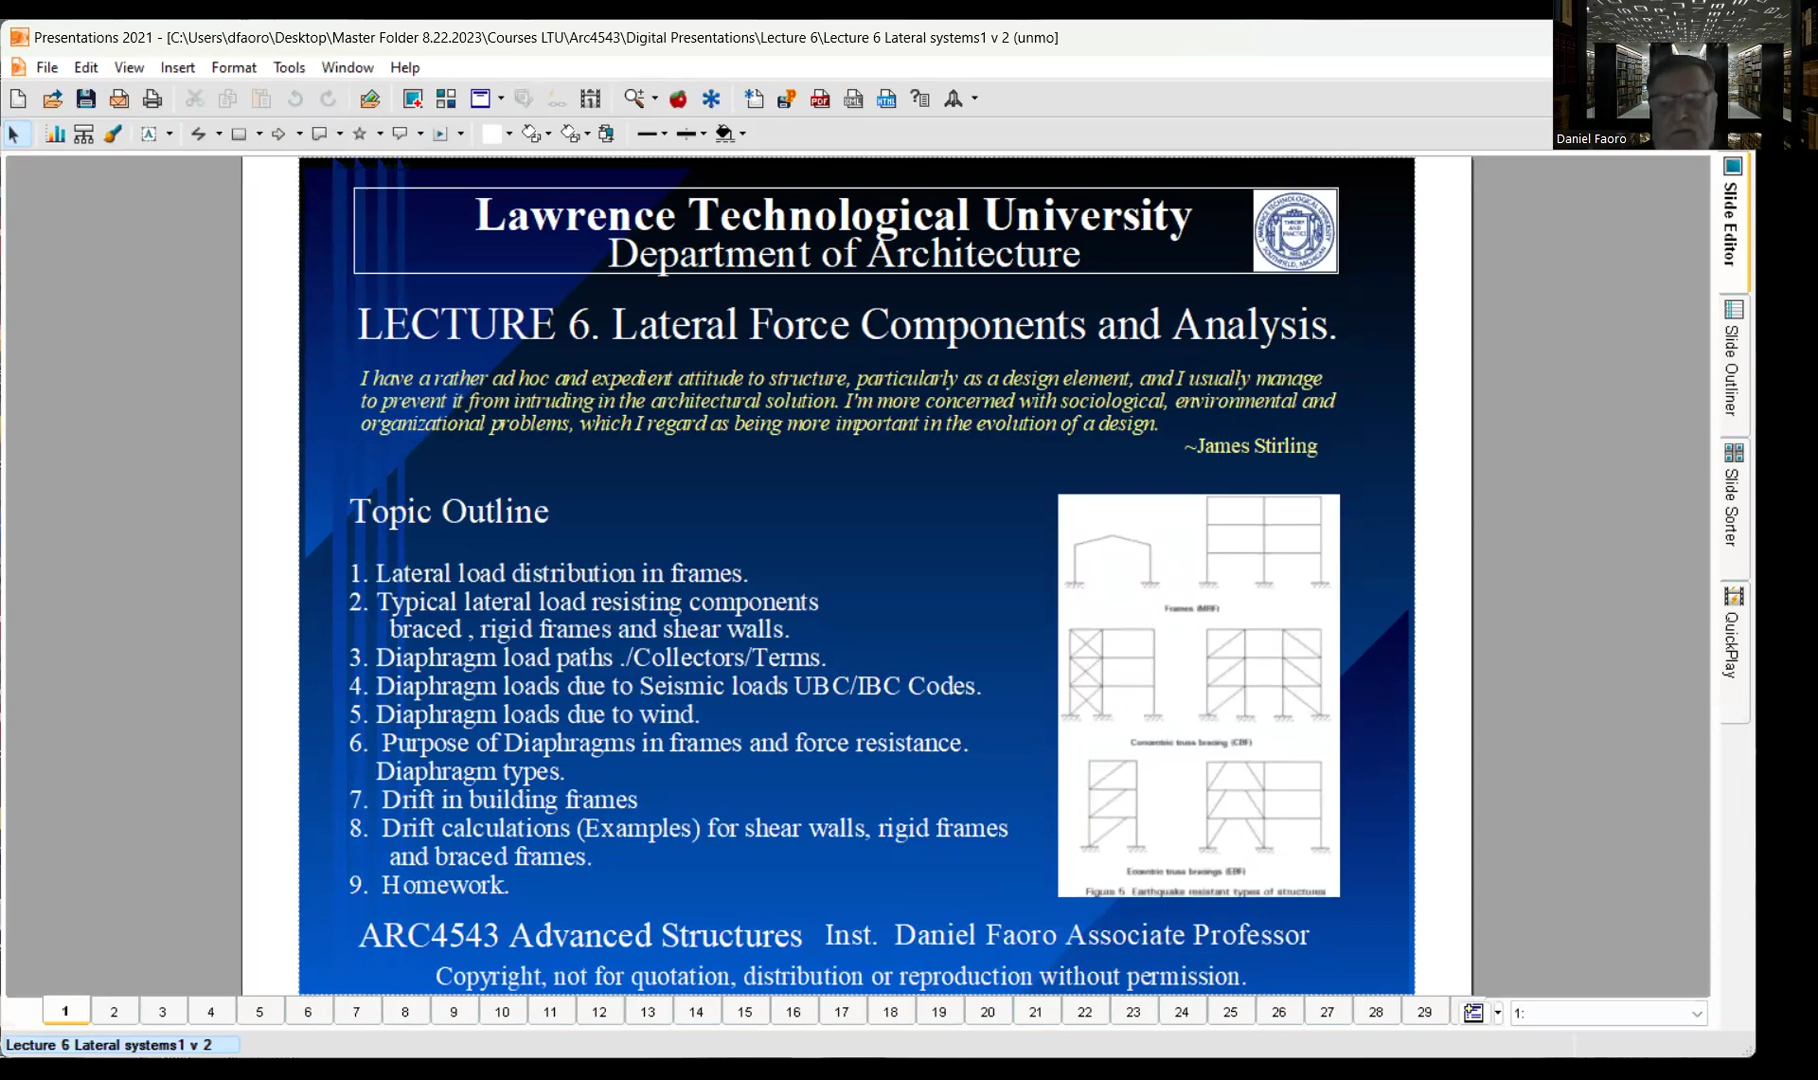 Presentations 2021 - [C:\Users\dfaoro\Desktop\Master Folder 8.22.2023\Courses LTU\Arc4543\Digital Presentations\Lecture 6\Lecture 6 Lateral systems1 v 2 (unmo]
File Edit View Insert Format Tools Window Help
Daniel Faoro
Lawrence Technological University
Department of Architecture
LECTURE 6. Lateral Force Components and Analysis.
I have a rather ad hoc and expedient attitude to structure, particularly as a design element, and I usually manage
to prevent it from intruding in the architectural solution. I'm more concerned with sociological, environmental and
organizational problems, which I regard as being more important in the evolution of a design.
~James Stirling
Topic Outline
1. Lateral load distribution in frames.
2. Typical lateral load resisting components
braced , rigid frames and shear walls.
3. Diaphragm load paths ./Collectors/Terms.
4. Diaphragm loads due to Seismic loads UBC/IBC Codes.
5. Diaphragm loads due to wind.
6. Purpose of Diaphragms in frames and force resistance.
Diaphragm types.
7. Drift in building frames
8. Drift calculations (Examples) for shear walls, rigid frames
and braced frames.
9. Homework.
Frames (MRF)
Concentric truss bracing (CBF)
Eccentric truss bracings (EBF)
Figure 6 Earthquake resistant types of structures
ARC4543 Advanced Structures Inst. Daniel Faoro Associate Professor
Copyright, not for quotation, distribution or reproduction without permission.
Slide Editor
Slide Outliner
Slide Sorter
QuickPlay
1 2 3 4 5 6 7 8 9 10 11 12 13 14 15 16 17 18 19 20 21 22 23 24 25 26 27 28 29
1:
Lecture 6 Lateral systems1 v 2